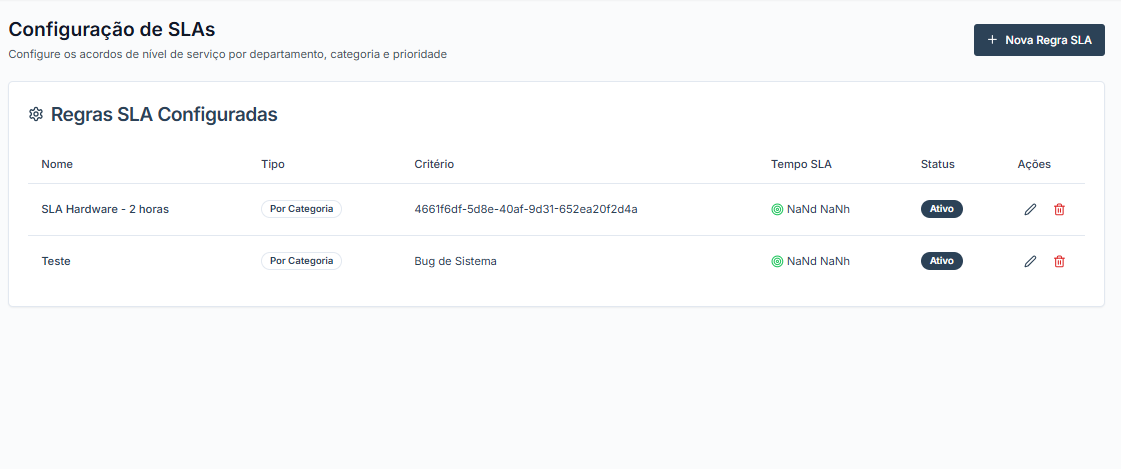 Configuração de SLAs
Configure os acordos de nível de serviço por departamento, categoria e prioridade
+ Nova Regra SLA
Regras SLA Configuradas
Nome Tipo Critério Tempo SLA Status Ações
SLA Hardware - 2 horas Por Categoria 4661f6df-5d8e-40af-9d31-652ea20f2d4a NaNd NaNh Ativo
Teste Por Categoria Bug de Sistema NaNd NaNh Ativo